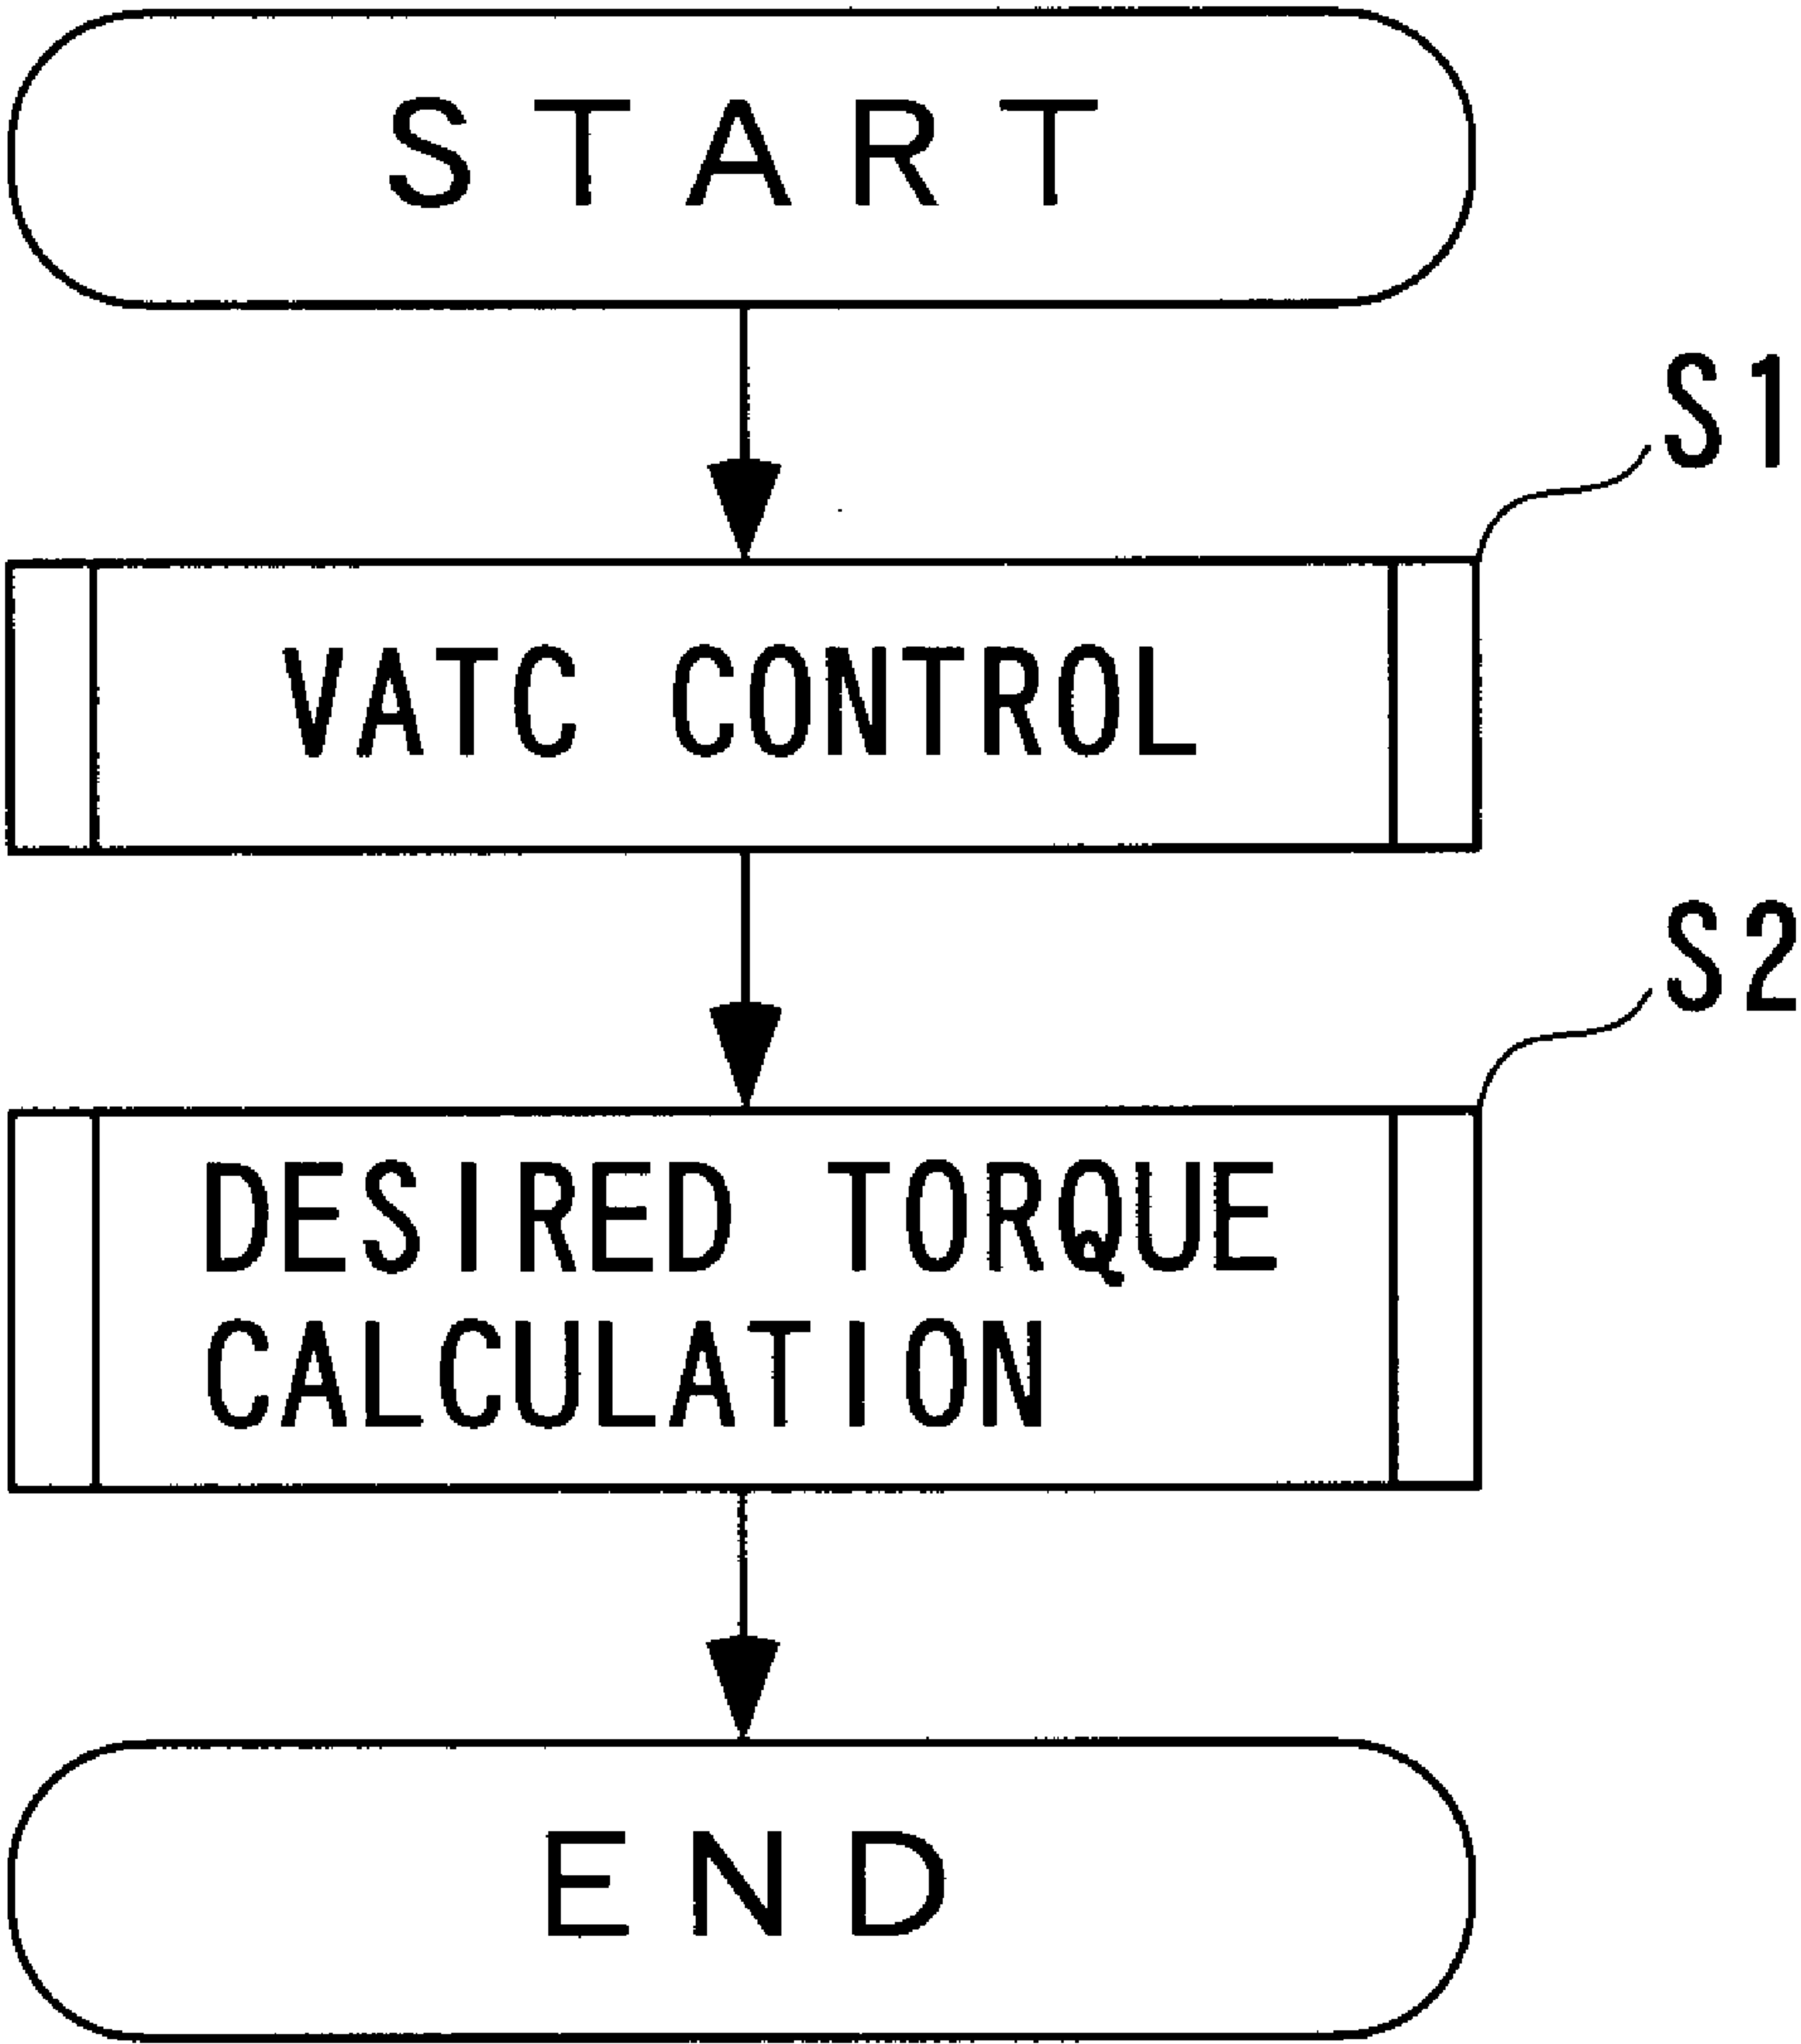 START
S1
VATC CONTROL
S2
DESIRED TORQUE
CALCULATION
END